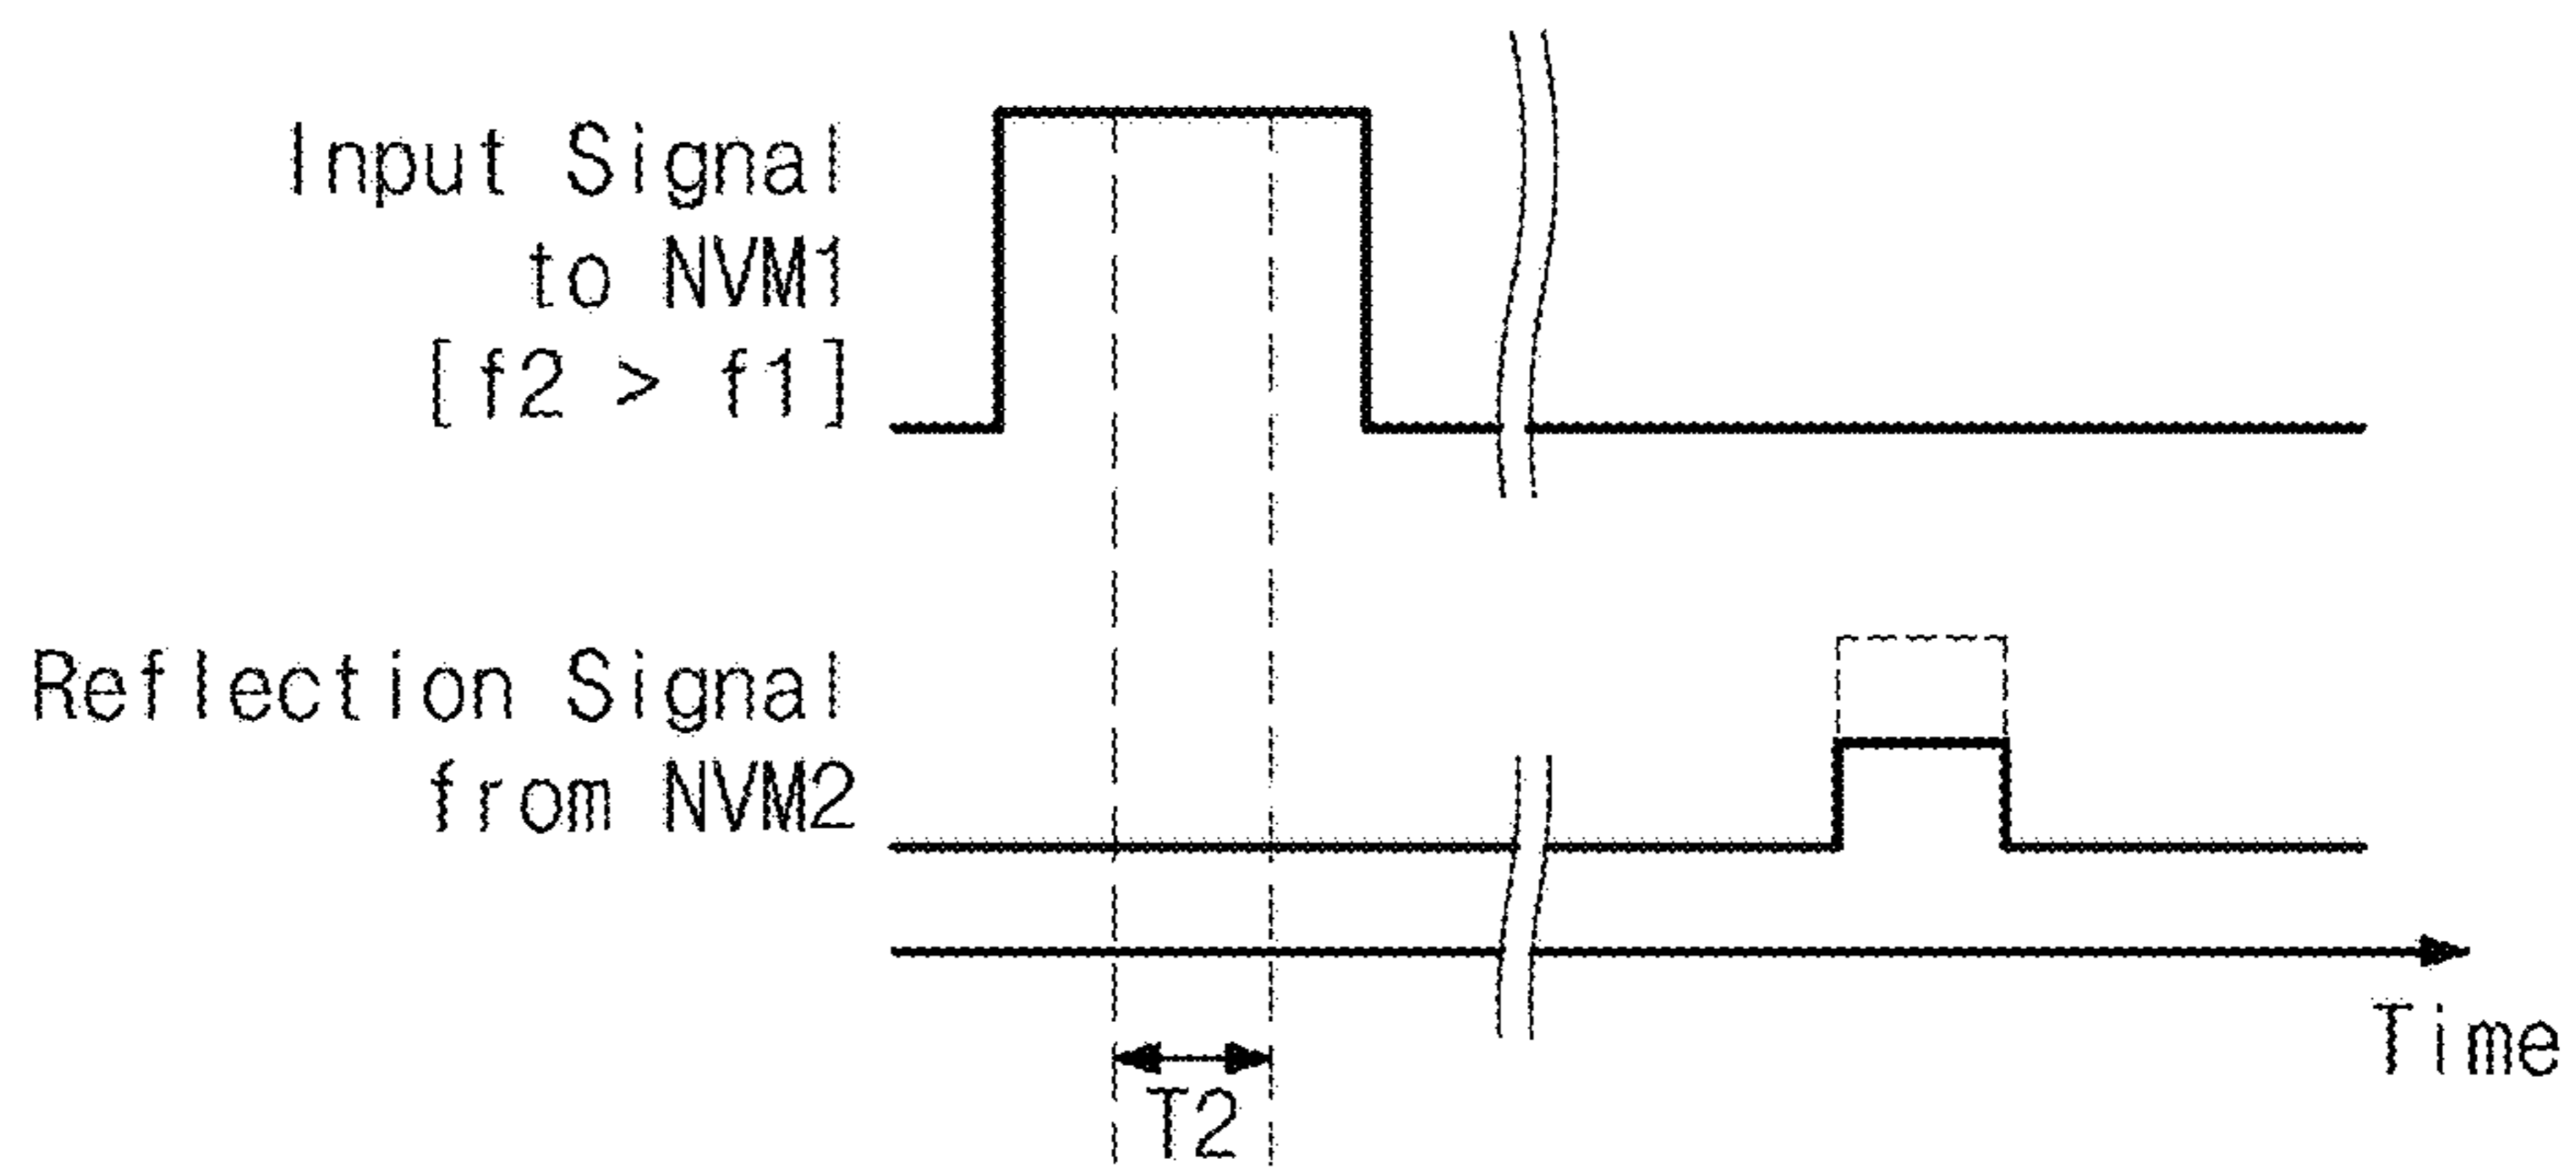 Input Signal
to NVM1
[f2 > f1]
Reflection Signal
from NVM2
Time
T2